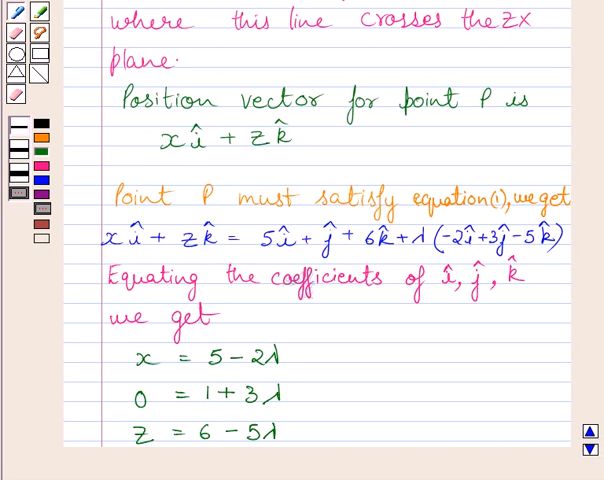 where this line crosses the zx
plane.
Position vector for point P is
xî + zk̂
Point P must satisfy equation(1), we get
xî + zk̂ = 5î + ĵ + 6k̂ + λ(-2î+3ĵ-5k̂)
Equating the coefficients of î, ĵ, k̂
we get
x = 5 - 2λ
0 = 1 + 3λ
z = 6 - 5λ